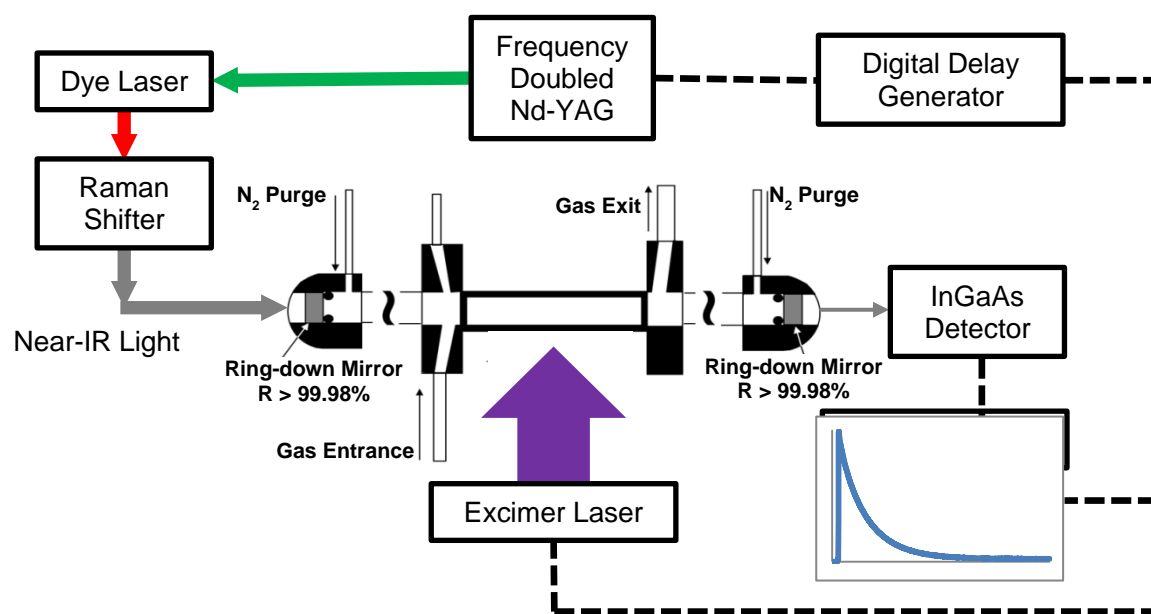 Frequency
Doubled
Nd-YAG
Digital Delay
Generator
Dye Laser
Raman
Shifter
N2 Purge
Gas Exit
N2 Purge
InGaAs
Detector
Near-IR Light
Ring-down Mirror
R > 99.98%
Ring-down Mirror
R > 99.98%
Gas Entrance
Excimer Laser